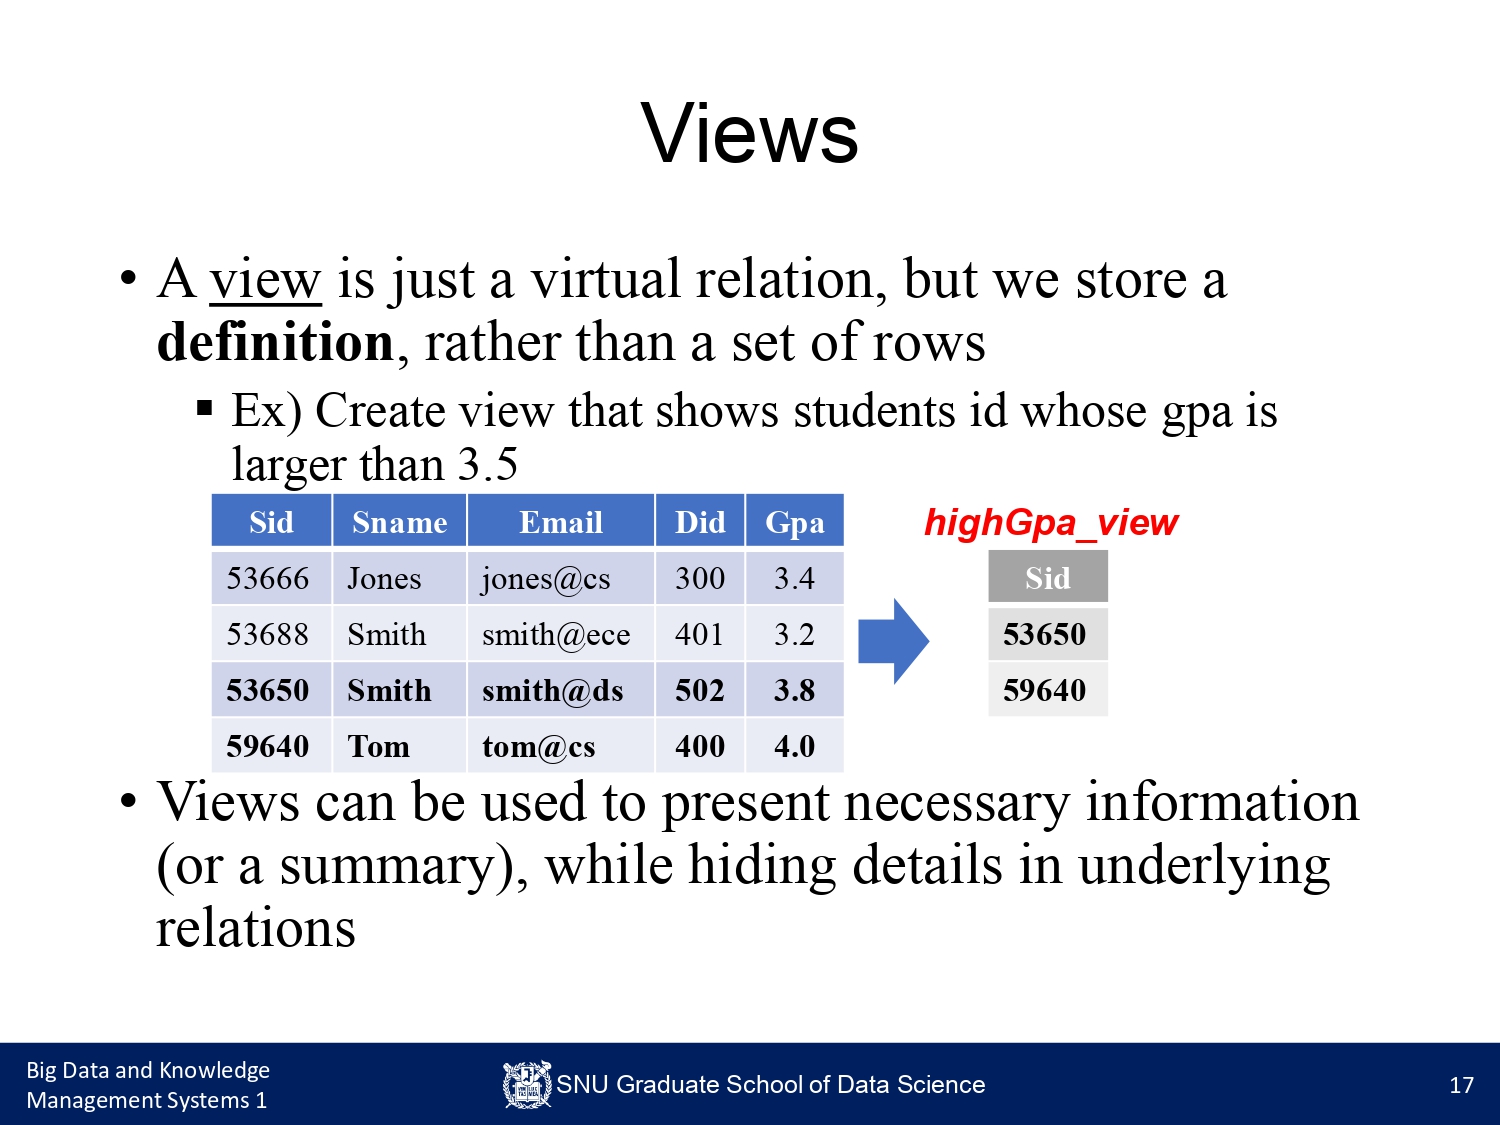 Views
• A view is just a virtual relation, but we store a
definition, rather than a set of rows
▪ Ex) Create view that shows students id whose gpa is
larger than 3.5
Sid Sname Email Did Gpa
53666 Jones jones@cs 300 3.4
53688 Smith smith@ece 401 3.2
53650 Smith smith@ds 502 3.8
59640 Tom tom@cs 400 4.0
highGpa_view
Sid
53650
59640
• Views can be used to present necessary information
(or a summary), while hiding details in underlying
relations
Big Data and Knowledge
Management Systems 1
SNU Graduate School of Data Science
17